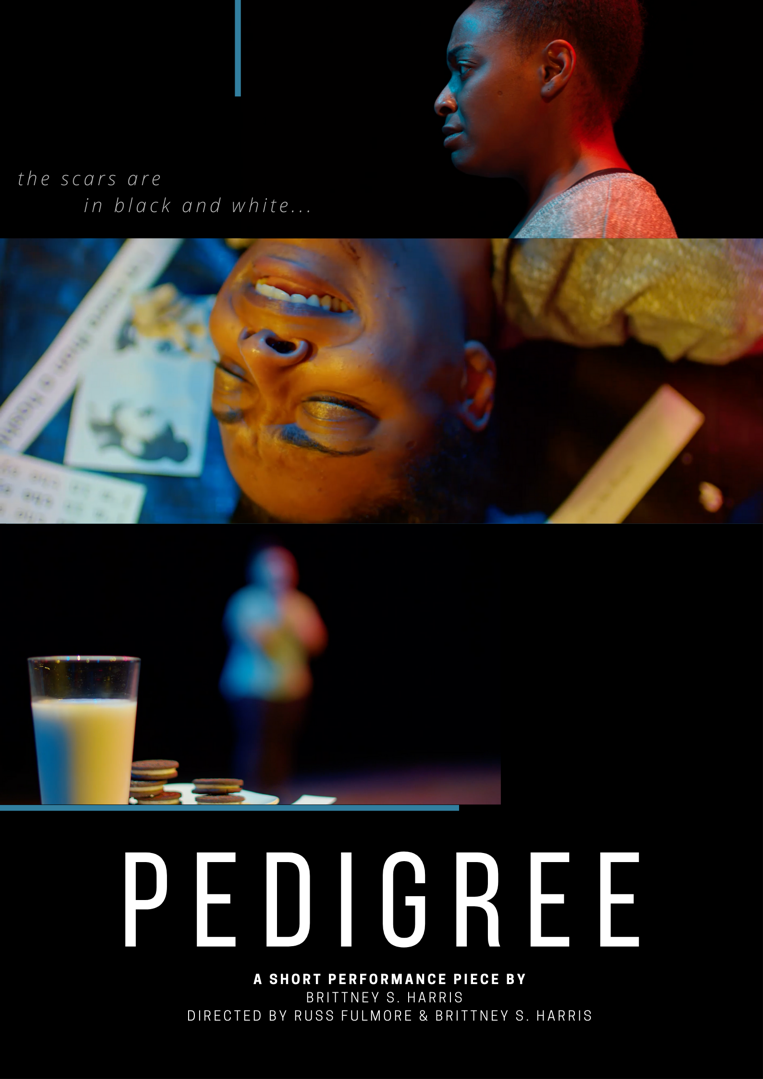 the scars are
in black and white...
PEDIGREE
A SHORT PERFORMANCE PIECE BY
BRITTNEY S. HARRIS
DIRECTED BY RUSS FULMORE & BRITTNEY S. HARRIS